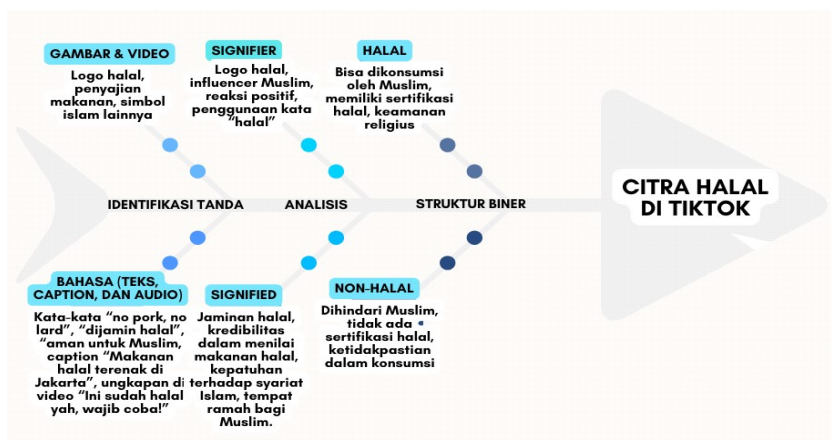 GAMBAR & VIDEO
Logo halal,
penyajian
makanan, simbol
islam lainnya
SIGNIFIER
Logo halal,
influencer Muslim,
reaksi positif,
penggunaan kata
“halal”
HALAL
Bisa dikonsumsi
oleh Muslim,
memiliki sertifikasi
halal, keamanan
religius
IDENTIFIKASI TANDA
ANALISIS
STRUKTUR BINER
CITRA HALAL
DI TIKTOK
BAHASA (TEKS,
CAPTION, DAN AUDIO)
Kata-kata “no pork, no
lard”, “dijamin halal”,
“aman untuk Muslim,
caption “Makanan
halal terenak di
Jakarta”, ungkapan di
video “Ini sudah halal
yah, wajib coba!”
SIGNIFIED
Jaminan halal,
kredibilitas
dalam menilai
makanan halal,
kepatuhan
terhadap syariat
Islam, tempat
ramah bagi
Muslim.
NON-HALAL
Dihindari Muslim,
tidak ada
sertifikasi halal,
ketidakpastian
dalam konsumsi